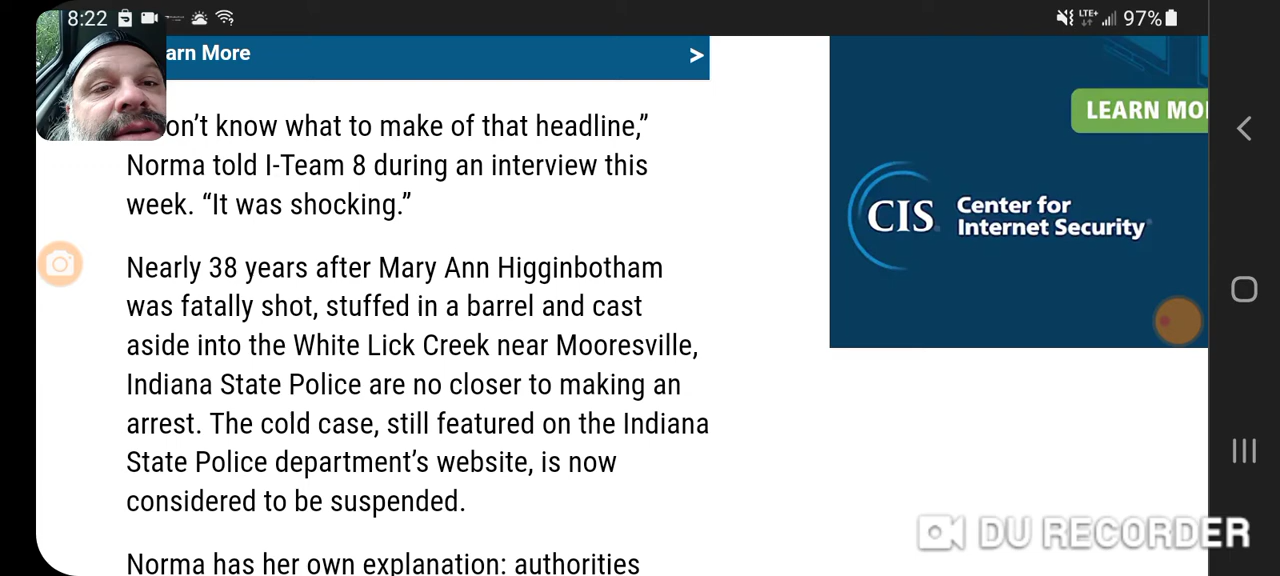 8:22
LTE+
97%
arn More >
on’t know what to make of that headline,”
Norma told I-Team 8 during an interview this
week. “It was shocking.”
Nearly 38 years after Mary Ann Higginbotham
was fatally shot, stuffed in a barrel and cast
aside into the White Lick Creek near Mooresville,
Indiana State Police are no closer to making an
arrest. The cold case, still featured on the Indiana
State Police department’s website, is now
considered to be suspended.
Norma has her own explanation: authorities
LEARN MO
CIS
Center for
Internet Security
DU RECORDER